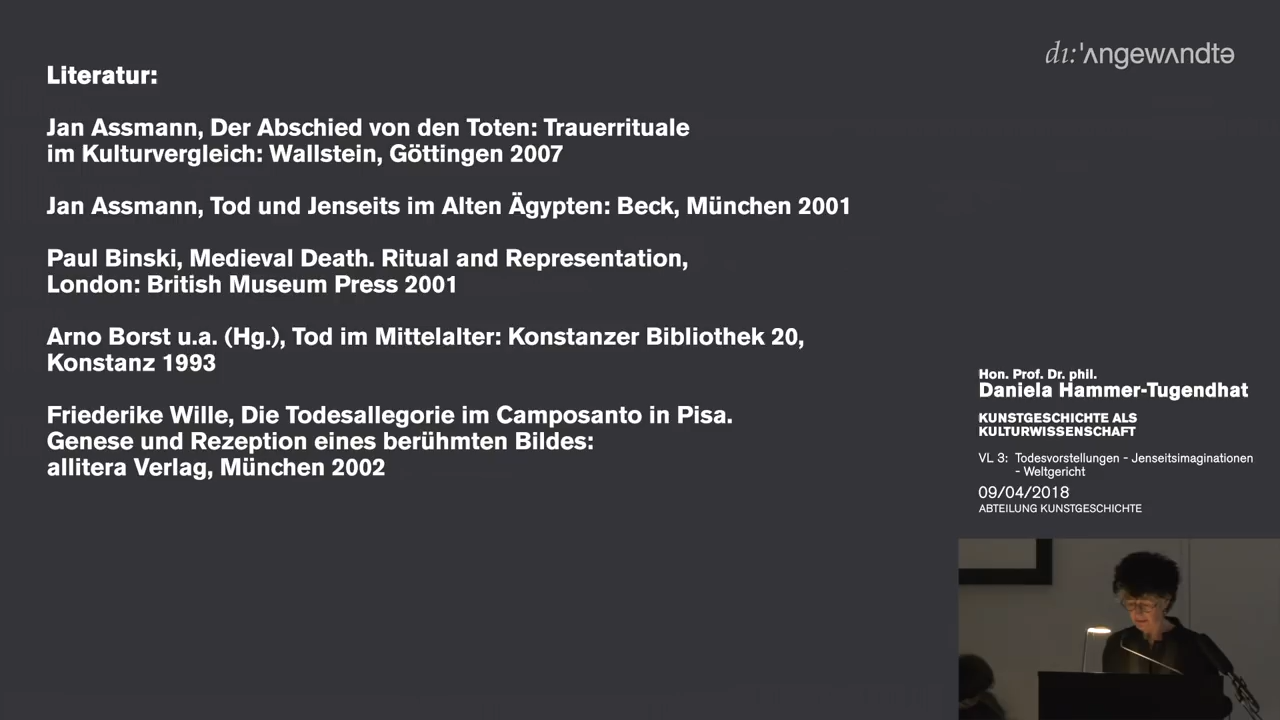 dı:'ʌngewʌndtə
Literatur:
Jan Assmann, Der Abschied von den Toten: Trauerrituale
im Kulturvergleich: Wallstein, Göttingen 2007
Jan Assmann, Tod und Jenseits im Alten Ägypten: Beck, München 2001
Paul Binski, Medieval Death. Ritual and Representation,
London: British Museum Press 2001
Arno Borst u.a. (Hg.), Tod im Mittelalter: Konstanzer Bibliothek 20,
Konstanz 1993
Friederike Wille, Die Todesallegorie im Camposanto in Pisa.
Genese und Rezeption eines berühmten Bildes:
allitera Verlag, München 2002
Hon. Prof. Dr. phil.
Daniela Hammer-Tugendhat
KUNSTGESCHICHTE ALS
KULTURWISSENSCHAFT
VL 3: Todesvorstellungen - Jenseitsimaginationen
- Weltgericht
09/04/2018
ABTEILUNG KUNSTGESCHICHTE